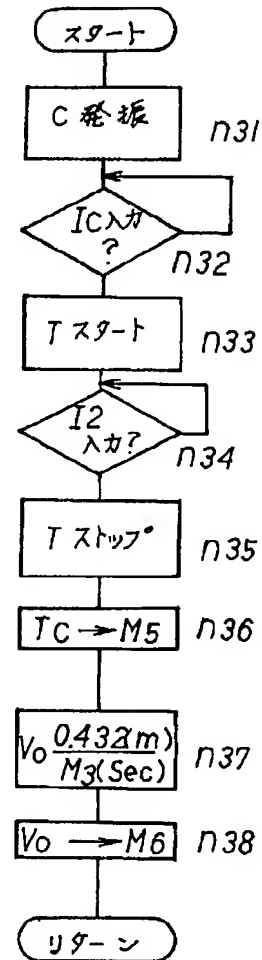 スタート
C 発振
n31
Ic入力
?
n32
T スタート
n33
I2
入力?
n34
T ストップ
n35
Tc → M5
n36
Vo 0.432(m)
M3(Sec)
n37
Vo → M6
n38
リターン